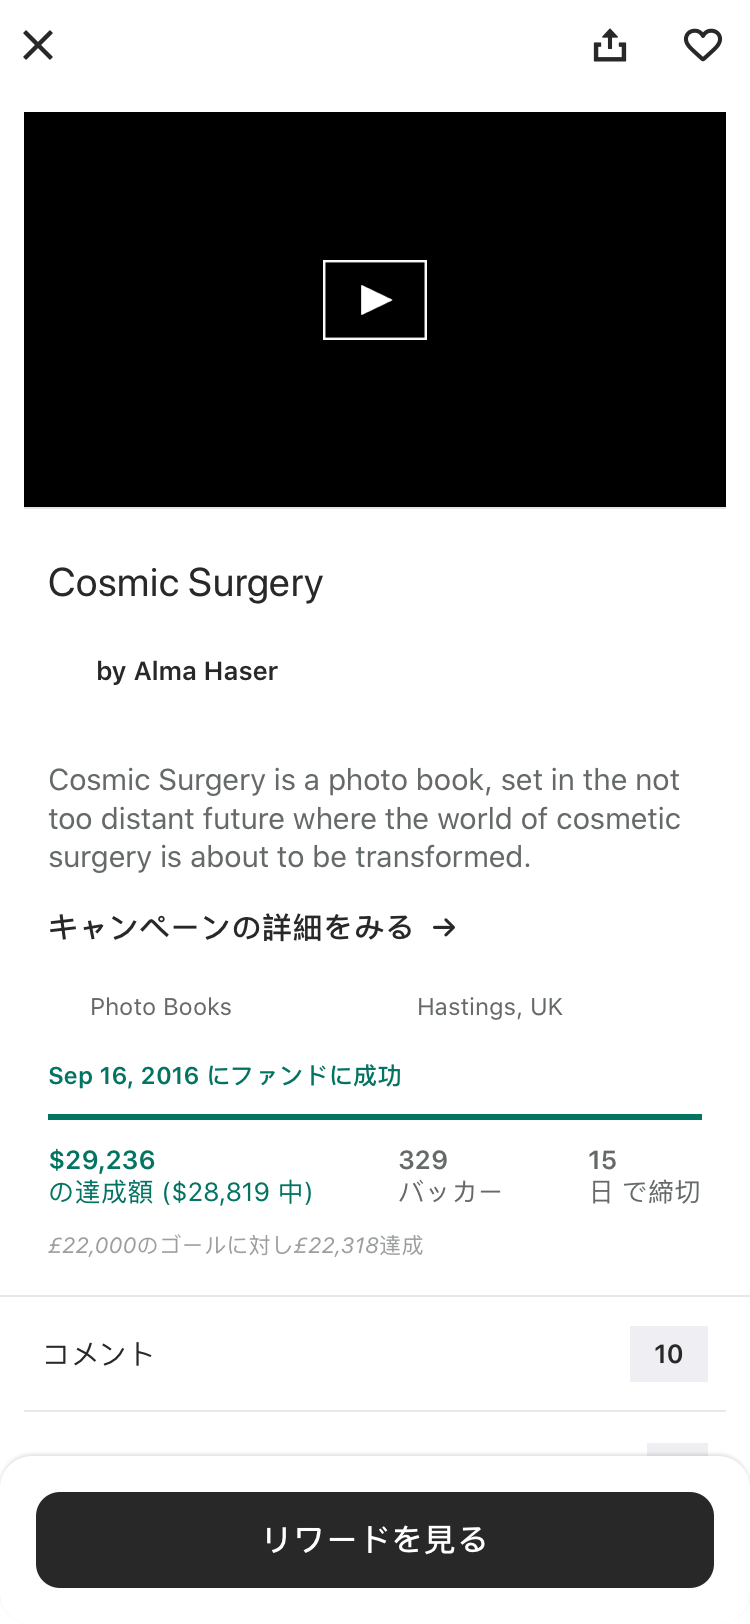 Cosmic Surgery
by Alma Haser
Cosmic Surgery is a photo book, set in the not
too distant future where the world of cosmetic
surgery is about to be transformed.
キャンペーンの詳細をみる →
Photo Books
Hastings, UK
Sep 16, 2016 にファンドに成功
$29,236
の達成額 ($28,819 中)
329
バッカー
15
日 で締切
£22,000のゴールに対し£22,318達成
コメント
10
リワードを見る